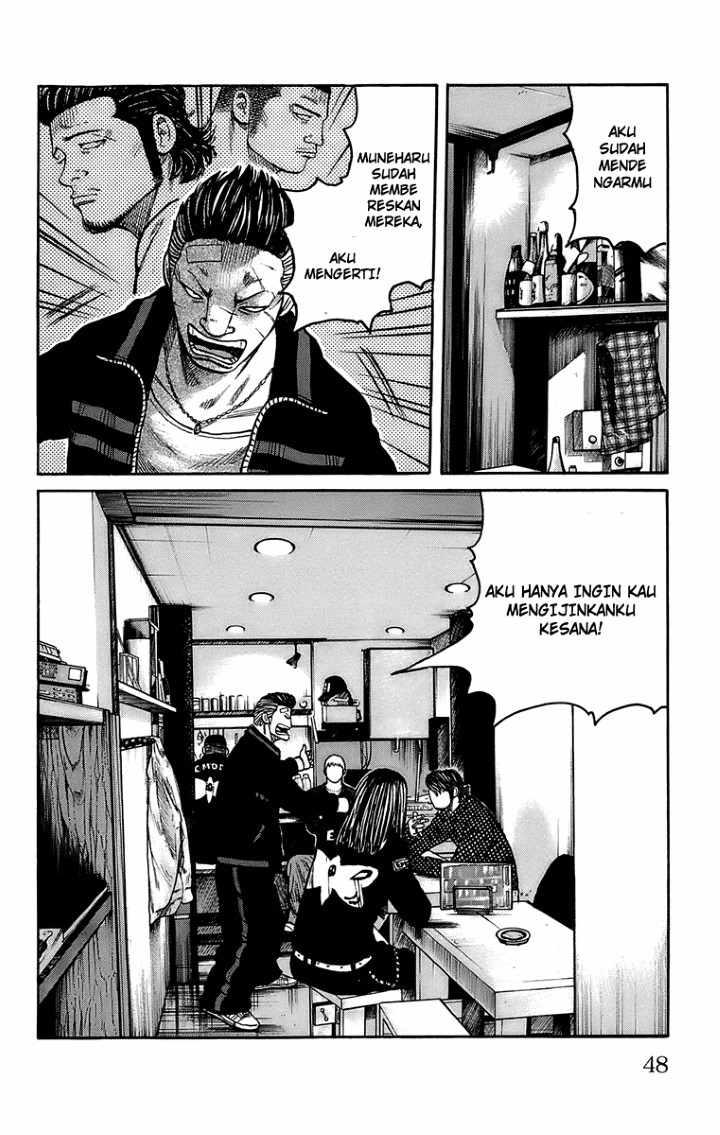 AKU
SUDAH
MENDE
NGARMU
MUNEHARU
SUDAH
MEMBE
RESKAN
MEREKA,
AKU
MENGERTI!
AKU HANYA INGIN KAU
MENGIJINKANKU
KESANA!
48